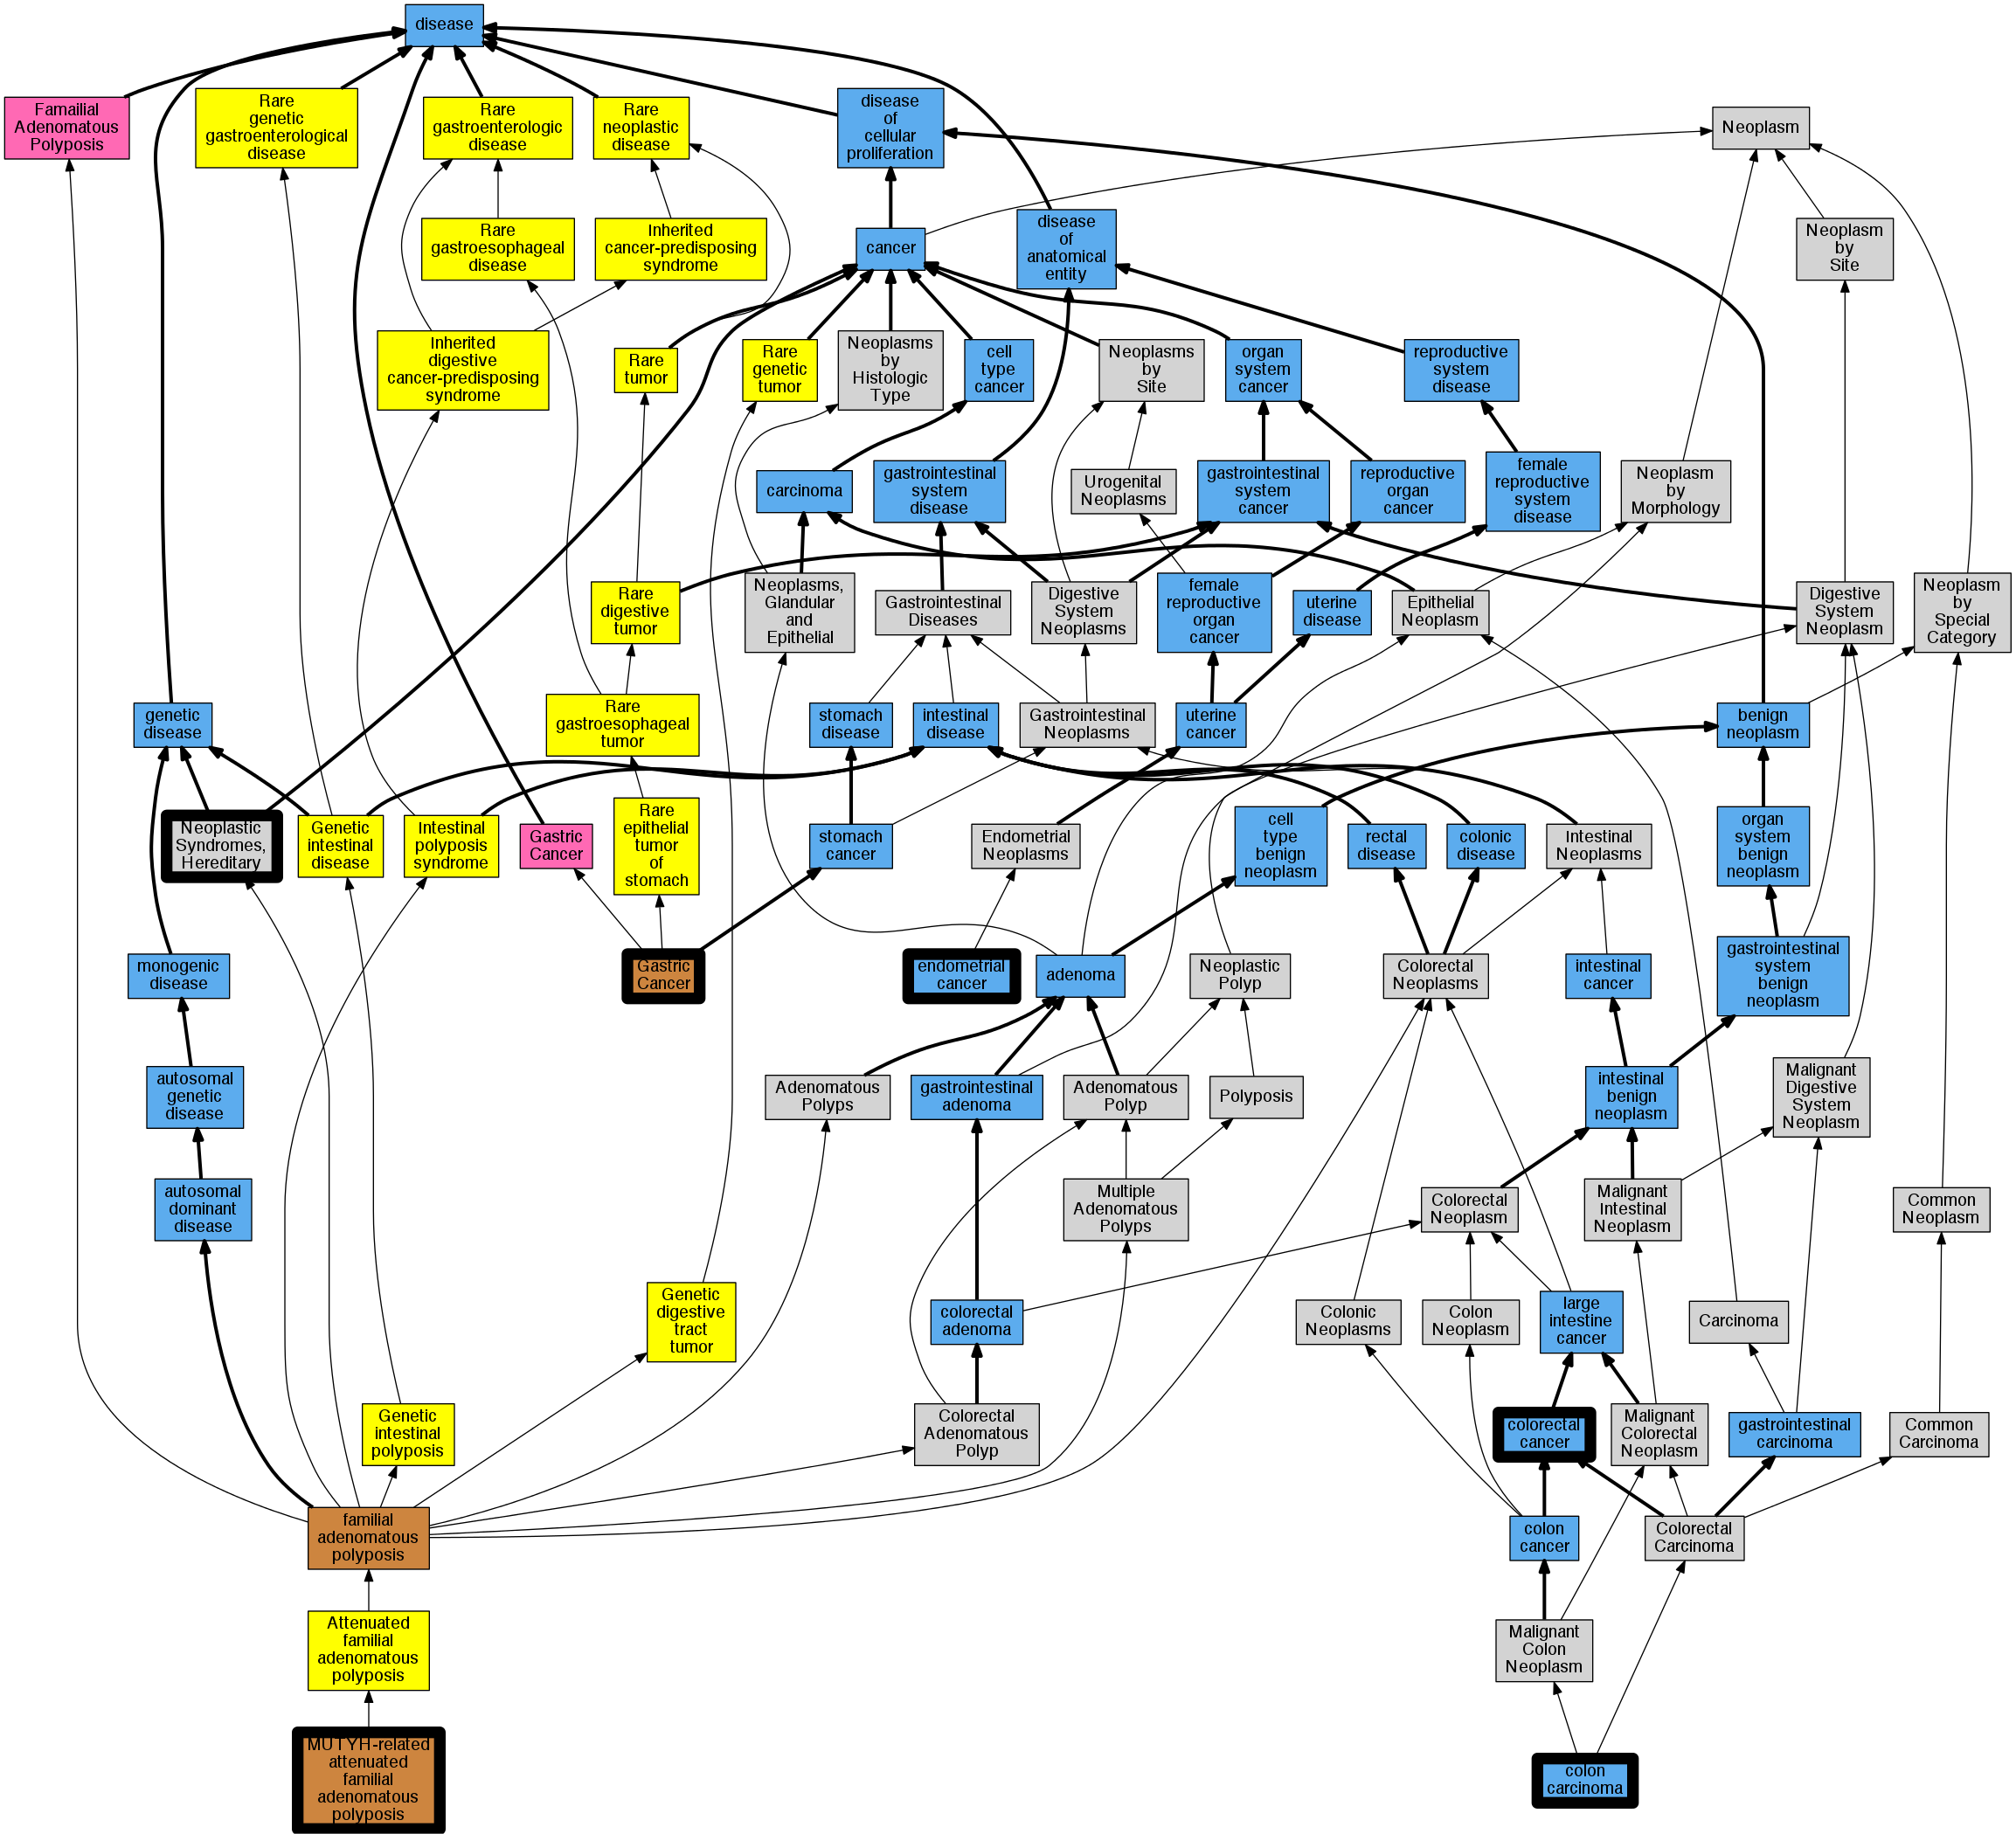 disease
Famailial
Adenomatous
Polyposis
Rare
genetic
gastroenterological
disease
Rare
gastroenterologic
disease
Rare
neoplastic
disease
disease
of
cellular
proliferation
Neoplasm
Rare
gastroesophageal
disease
Inherited
cancer-predisposing
syndrome
cancer
disease
of
anatomical
entity
Neoplasm
by
Site
Inherited
digestive
cancer-predisposing
syndrome
Rare
tumor
Rare
genetic
tumor
Neoplasms
by
Histologic
Type
cell
type
cancer
Neoplasms
by
Site
organ
system
cancer
reproductive
system
disease
carcinoma
gastrointestinal
system
disease
Urogenital
Neoplasms
gastrointestinal
system
cancer
reproductive
organ
cancer
female
reproductive
system
disease
Neoplasm
by
Morphology
Rare
digestive
tumor
Neoplasms,
Glandular
and
Epithelial
Gastrointestinal
Diseases
Digestive
System
Neoplasms
female
reproductive
organ
cancer
uterine
disease
Epithelial
Neoplasm
Digestive
System
Neoplasm
Neoplasm
by
Special
Category
genetic
disease
Rare
gastroesophageal
tumor
stomach
disease
intestinal
disease
Gastrointestinal
Neoplasms
uterine
cancer
benign
neoplasm
Neoplastic
Syndromes,
Hereditary
Genetic
intestinal
disease
Intestinal
polyposis
syndrome
Gastric
Cancer
Rare
epithelial
tumor
of
stomach
stomach
cancer
Endometrial
Neoplasms
cell
type
benign
neoplasm
rectal
disease
colonic
disease
Intestinal
Neoplasms
organ
system
benign
neoplasm
monogenic
disease
Gastric
Cancer
endometrial
cancer
adenoma
Neoplastic
Polyp
Colorectal
Neoplasms
intestinal
cancer
gastrointestinal
system
benign
neoplasm
autosomal
genetic
disease
Adenomatous
Polyps
gastrointestinal
adenoma
Adenomatous
Polyp
Polyposis
intestinal
benign
neoplasm
Malignant
Digestive
System
Neoplasm
autosomal
dominant
disease
Multiple
Adenomatous
Polyps
Colorectal
Neoplasm
Malignant
Intestinal
Neoplasm
Common
Neoplasm
Genetic
digestive
tract
tumor
colorectal
adenoma
Colonic
Neoplasms
Colon
Neoplasm
large
intestine
cancer
Carcinoma
Genetic
intestinal
polyposis
Colorectal
Adenomatous
Polyp
colorectal
cancer
Malignant
Colorectal
Neoplasm
gastrointestinal
carcinoma
Common
Carcinoma
familial
adenomatous
polyposis
colon
cancer
Colorectal
Carcinoma
Attenuated
familial
adenomatous
polyposis
Malignant
Colon
Neoplasm
MUTYH-related
attenuated
familial
adenomatous
polyposis
colon
carcinoma